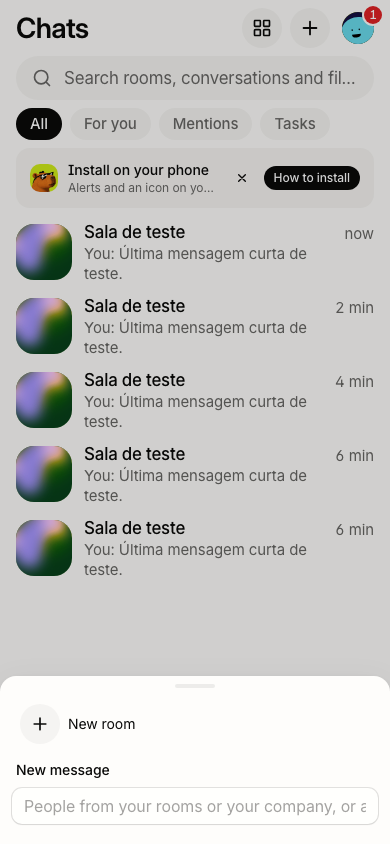 Chats
1
Search rooms, conversations and fil...
All
For you
Mentions
Tasks
Install on your phone
Alerts and an icon on yo...
How to install
Sala de teste
now
You: Última mensagem curta de
teste.
Sala de teste
2 min
You: Última mensagem curta de
teste.
Sala de teste
4 min
You: Última mensagem curta de
teste.
Sala de teste
6 min
You: Última mensagem curta de
teste.
Sala de teste
6 min
You: Última mensagem curta de
teste.
New room
New message
People from your rooms or your company, or a